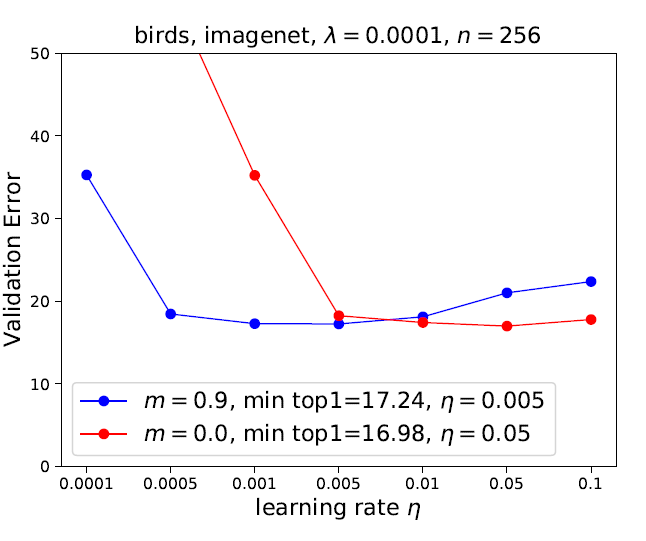 birds, imagenet, λ = 0.0001, n = 256
Validation Error
50
40
30
20
10
0
m = 0.9, min top1=17.24, η = 0.005
m = 0.0, min top1=16.98, η = 0.05
0.0001 0.0005 0.001 0.005 0.01 0.05 0.1
learning rate η